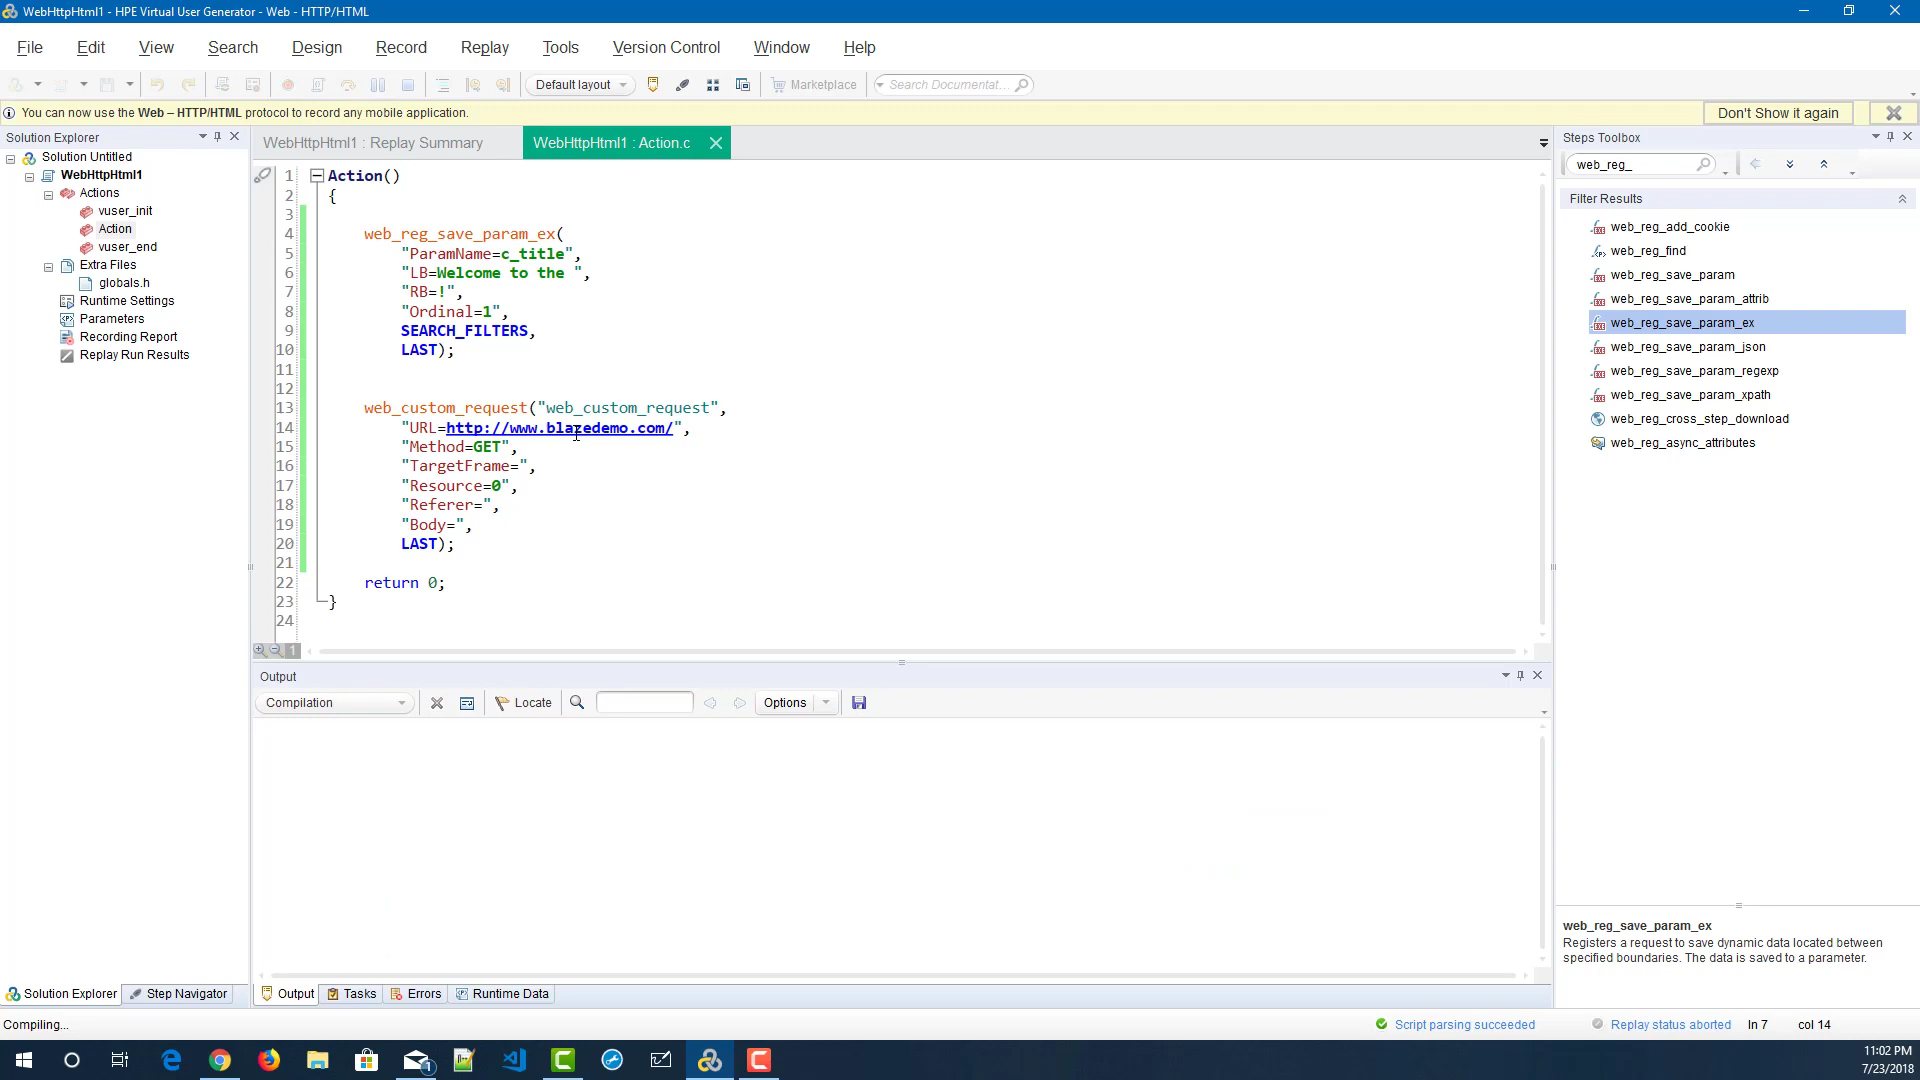 WebHttpHtml1 - HPE Virtual User Generator - Web - HTTP/HTML
File Edit View Search Design Record Replay Tools Version Control Window Help
Default layout Marketplace Search Documentat...
You can now use the Web – HTTP/HTML protocol to record any mobile application. Don't Show it again
Solution Explorer
Solution Untitled
WebHttpHtml1
Actions
vuser_init
Action
vuser_end
Extra Files
globals.h
Runtime Settings
Parameters
Recording Report
Replay Run Results
Solution Explorer Step Navigator
WebHttpHtml1 : Replay Summary WebHttpHtml1 : Action.c
1 Action()
2 {
3
4 web_reg_save_param_ex(
5 "ParamName=c_title",
6 "LB=Welcome to the ",
7 "RB=!",
8 "Ordinal=1",
9 SEARCH_FILTERS,
10 LAST);
11
12
13 web_custom_request("web_custom_request",
14 "URL=http://www.blazedemo.com/",
15 "Method=GET",
16 "TargetFrame=",
17 "Resource=0",
18 "Referer=",
19 "Body=",
20 LAST);
21
22 return 0;
23 }
24
1
Output
Compilation Locate Options
Output Tasks Errors Runtime Data
Steps Toolbox
web_reg_
Filter Results
web_reg_add_cookie
web_reg_find
web_reg_save_param
web_reg_save_param_attrib
web_reg_save_param_ex
web_reg_save_param_json
web_reg_save_param_regexp
web_reg_save_param_xpath
web_reg_cross_step_download
web_reg_async_attributes
web_reg_save_param_ex
Registers a request to save dynamic data located between
specified boundaries. The data is saved to a parameter.
Compiling... Script parsing succeeded Replay status aborted ln 7 col 14
11:02 PM
7/23/2018